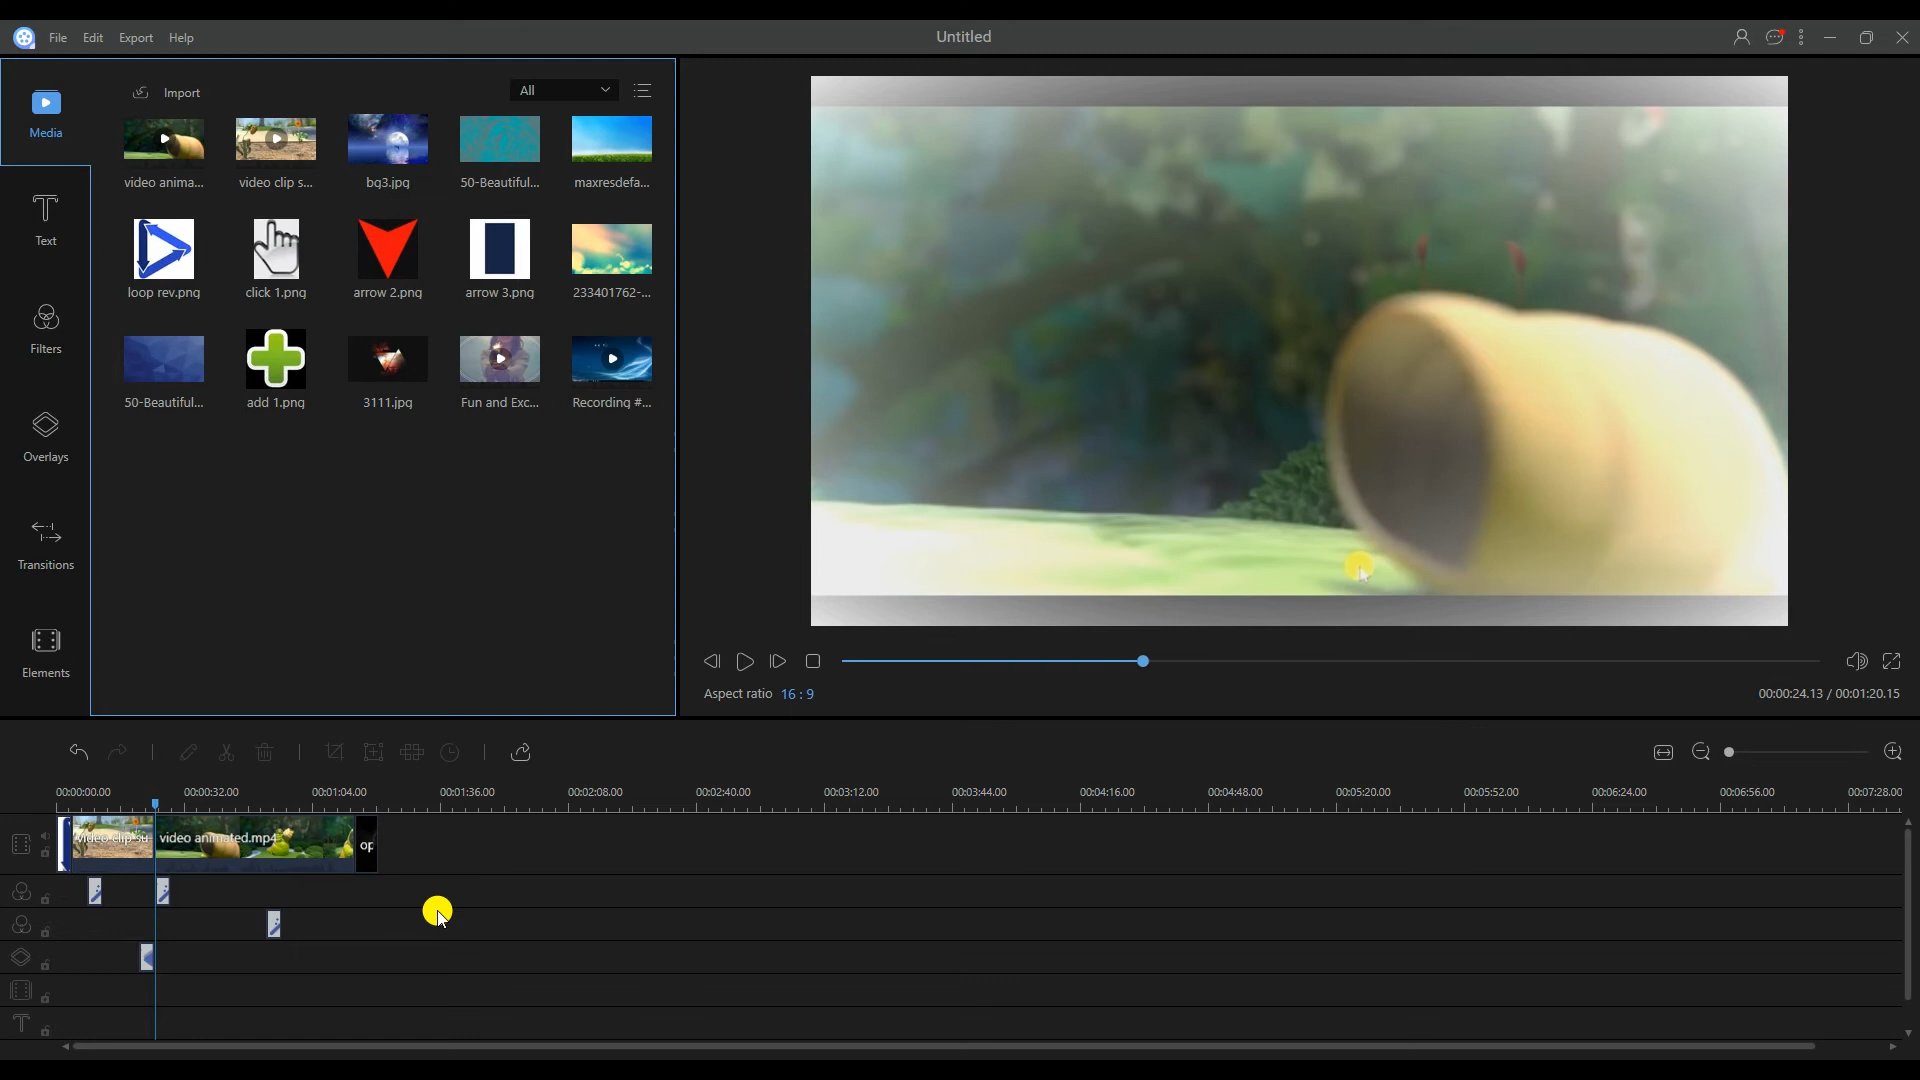 File Edit Export Help
Untitled
Media
Import
All
video anima...
video clip s...
bg3.jpg
50-Beautiful...
maxresdefa...
Text
loop rev.png
click 1.png
arrow 2.png
arrow 3.png
233401762-...
Filters
50-Beautiful...
add 1.png
3111.jpg
Fun and Exc...
Recording #...
Overlays
Transitions
Elements
Aspect ratio 16 : 9
00:00:24.13 / 00:01:20.15
00:00:00.00 00:00:32.00 00:01:04.00 00:01:36.00 00:02:08.00 00:02:40.00 00:03:12.00 00:03:44.00 00:04:16.00 00:04:48.00 00:05:20.00 00:05:52.00 00:06:24.00 00:06:56.00 00:07:28.00
video clip su
video animated.mp4
op